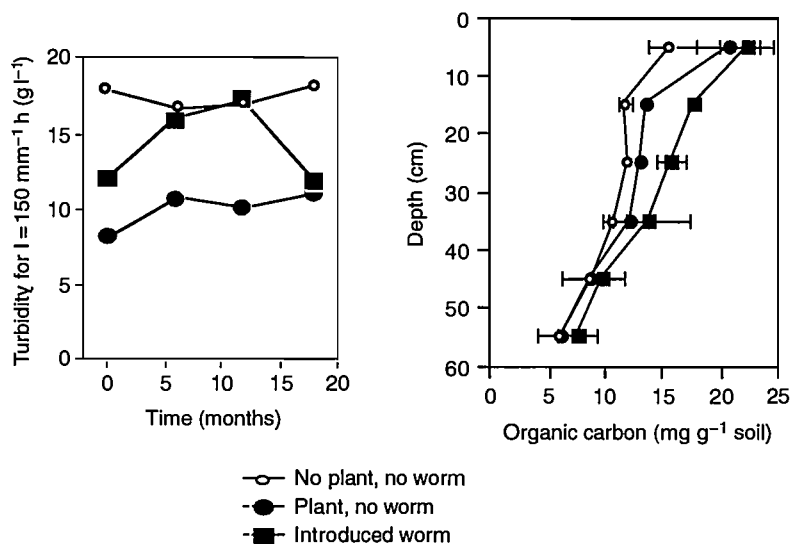 20
15
10
5
0
Turbidity for I = 150 mm⁻¹ h (g l⁻¹)
0 5 10 15 20
Time (months)
0
10
20
30
40
50
60
Depth (cm)
0 5 10 15 20 25
Organic carbon (mg g⁻¹ soil)
No plant, no worm
Plant, no worm
Introduced worm